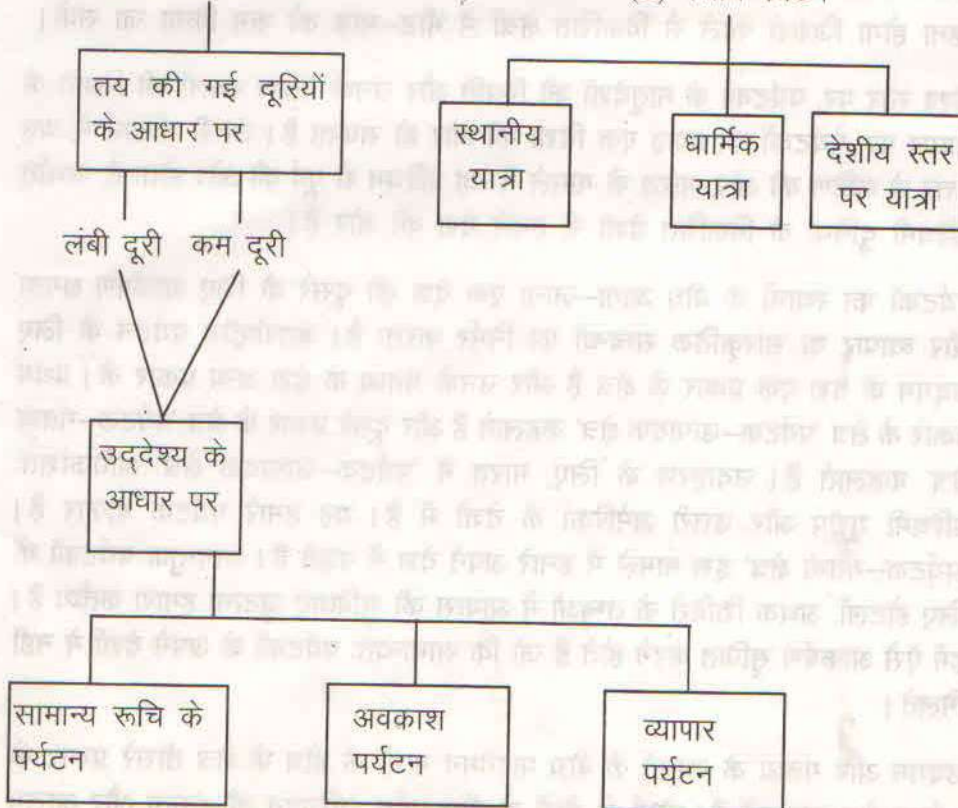 तय की गई दूरियों
के आधार पर
स्थानीय
यात्रा
धार्मिक
यात्रा
देशीय स्तर
पर यात्रा
लंबी दूरी कम दूरी
उद्देश्य के
आधार पर
सामान्य रूचि के
पर्यटन
अवकाश
पर्यटन
व्यापार
पर्यटन